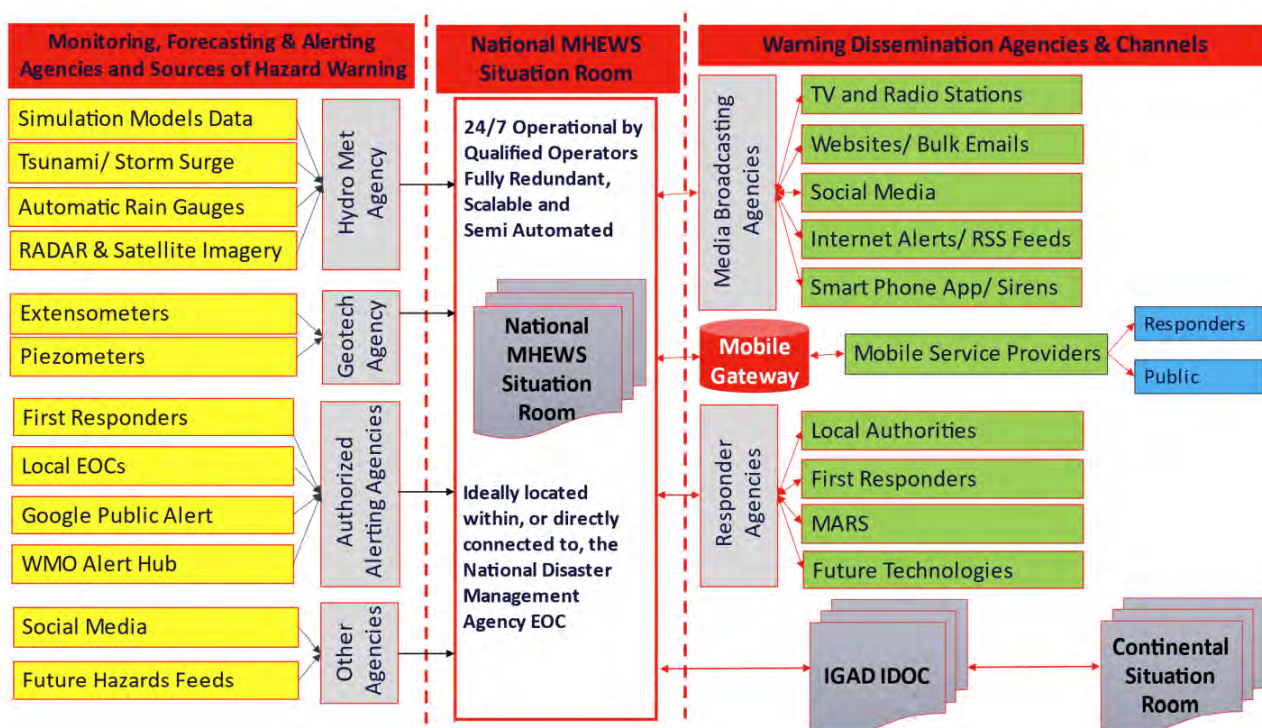 Monitoring, Forecasting & Alerting
Agencies and Sources of Hazard Warning
Simulation Models Data
Tsunami/ Storm Surge
Automatic Rain Gauges
RADAR & Satellite Imagery
Hydro Met
Agency
Extensometers
Piezometers
Geotech
Agency
First Responders
Local EOCs
Google Public Alert
WMO Alert Hub
Authorized
Alerting Agencies
Social Media
Future Hazards Feeds
Other
Agencies
National MHEWS
Situation Room
24/7 Operational by
Qualified Operators
Fully Redundant,
Scalable and
Semi Automated
National
MHEWS
Situation
Room
Ideally located
within, or directly
connected to, the
National Disaster
Management
Agency EOC
Warning Dissemination Agencies & Channels
Media Broadcasting
Agencies
TV and Radio Stations
Websites/ Bulk Emails
Social Media
Internet Alerts/ RSS Feeds
Smart Phone App/ Sirens
Mobile
Gateway
Mobile Service Providers
Responders
Public
Responder
Agencies
Local Authorities
First Responders
MARS
Future Technologies
IGAD IDOC
Continental
Situation
Room